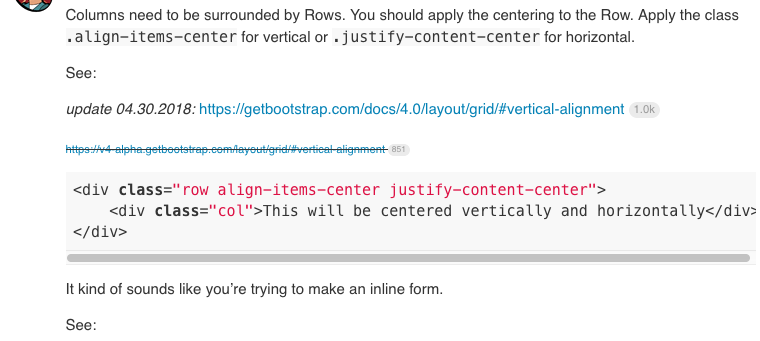 Columns need to be surrounded by Rows. You should apply the centering to the Row. Apply the class
.align-items-center for vertical or .justify-content-center for horizontal.
See:
update 04.30.2018: https://getbootstrap.com/docs/4.0/layout/grid/#vertical-alignment 1.0k
https://v4-alpha.getbootstrap.com/layout/grid/#vertical-alignment 851
<div class="row align-items-center justify-content-center">
    <div class="col">This will be centered vertically and horizontally</div>
</div>
It kind of sounds like you’re trying to make an inline form.
See: